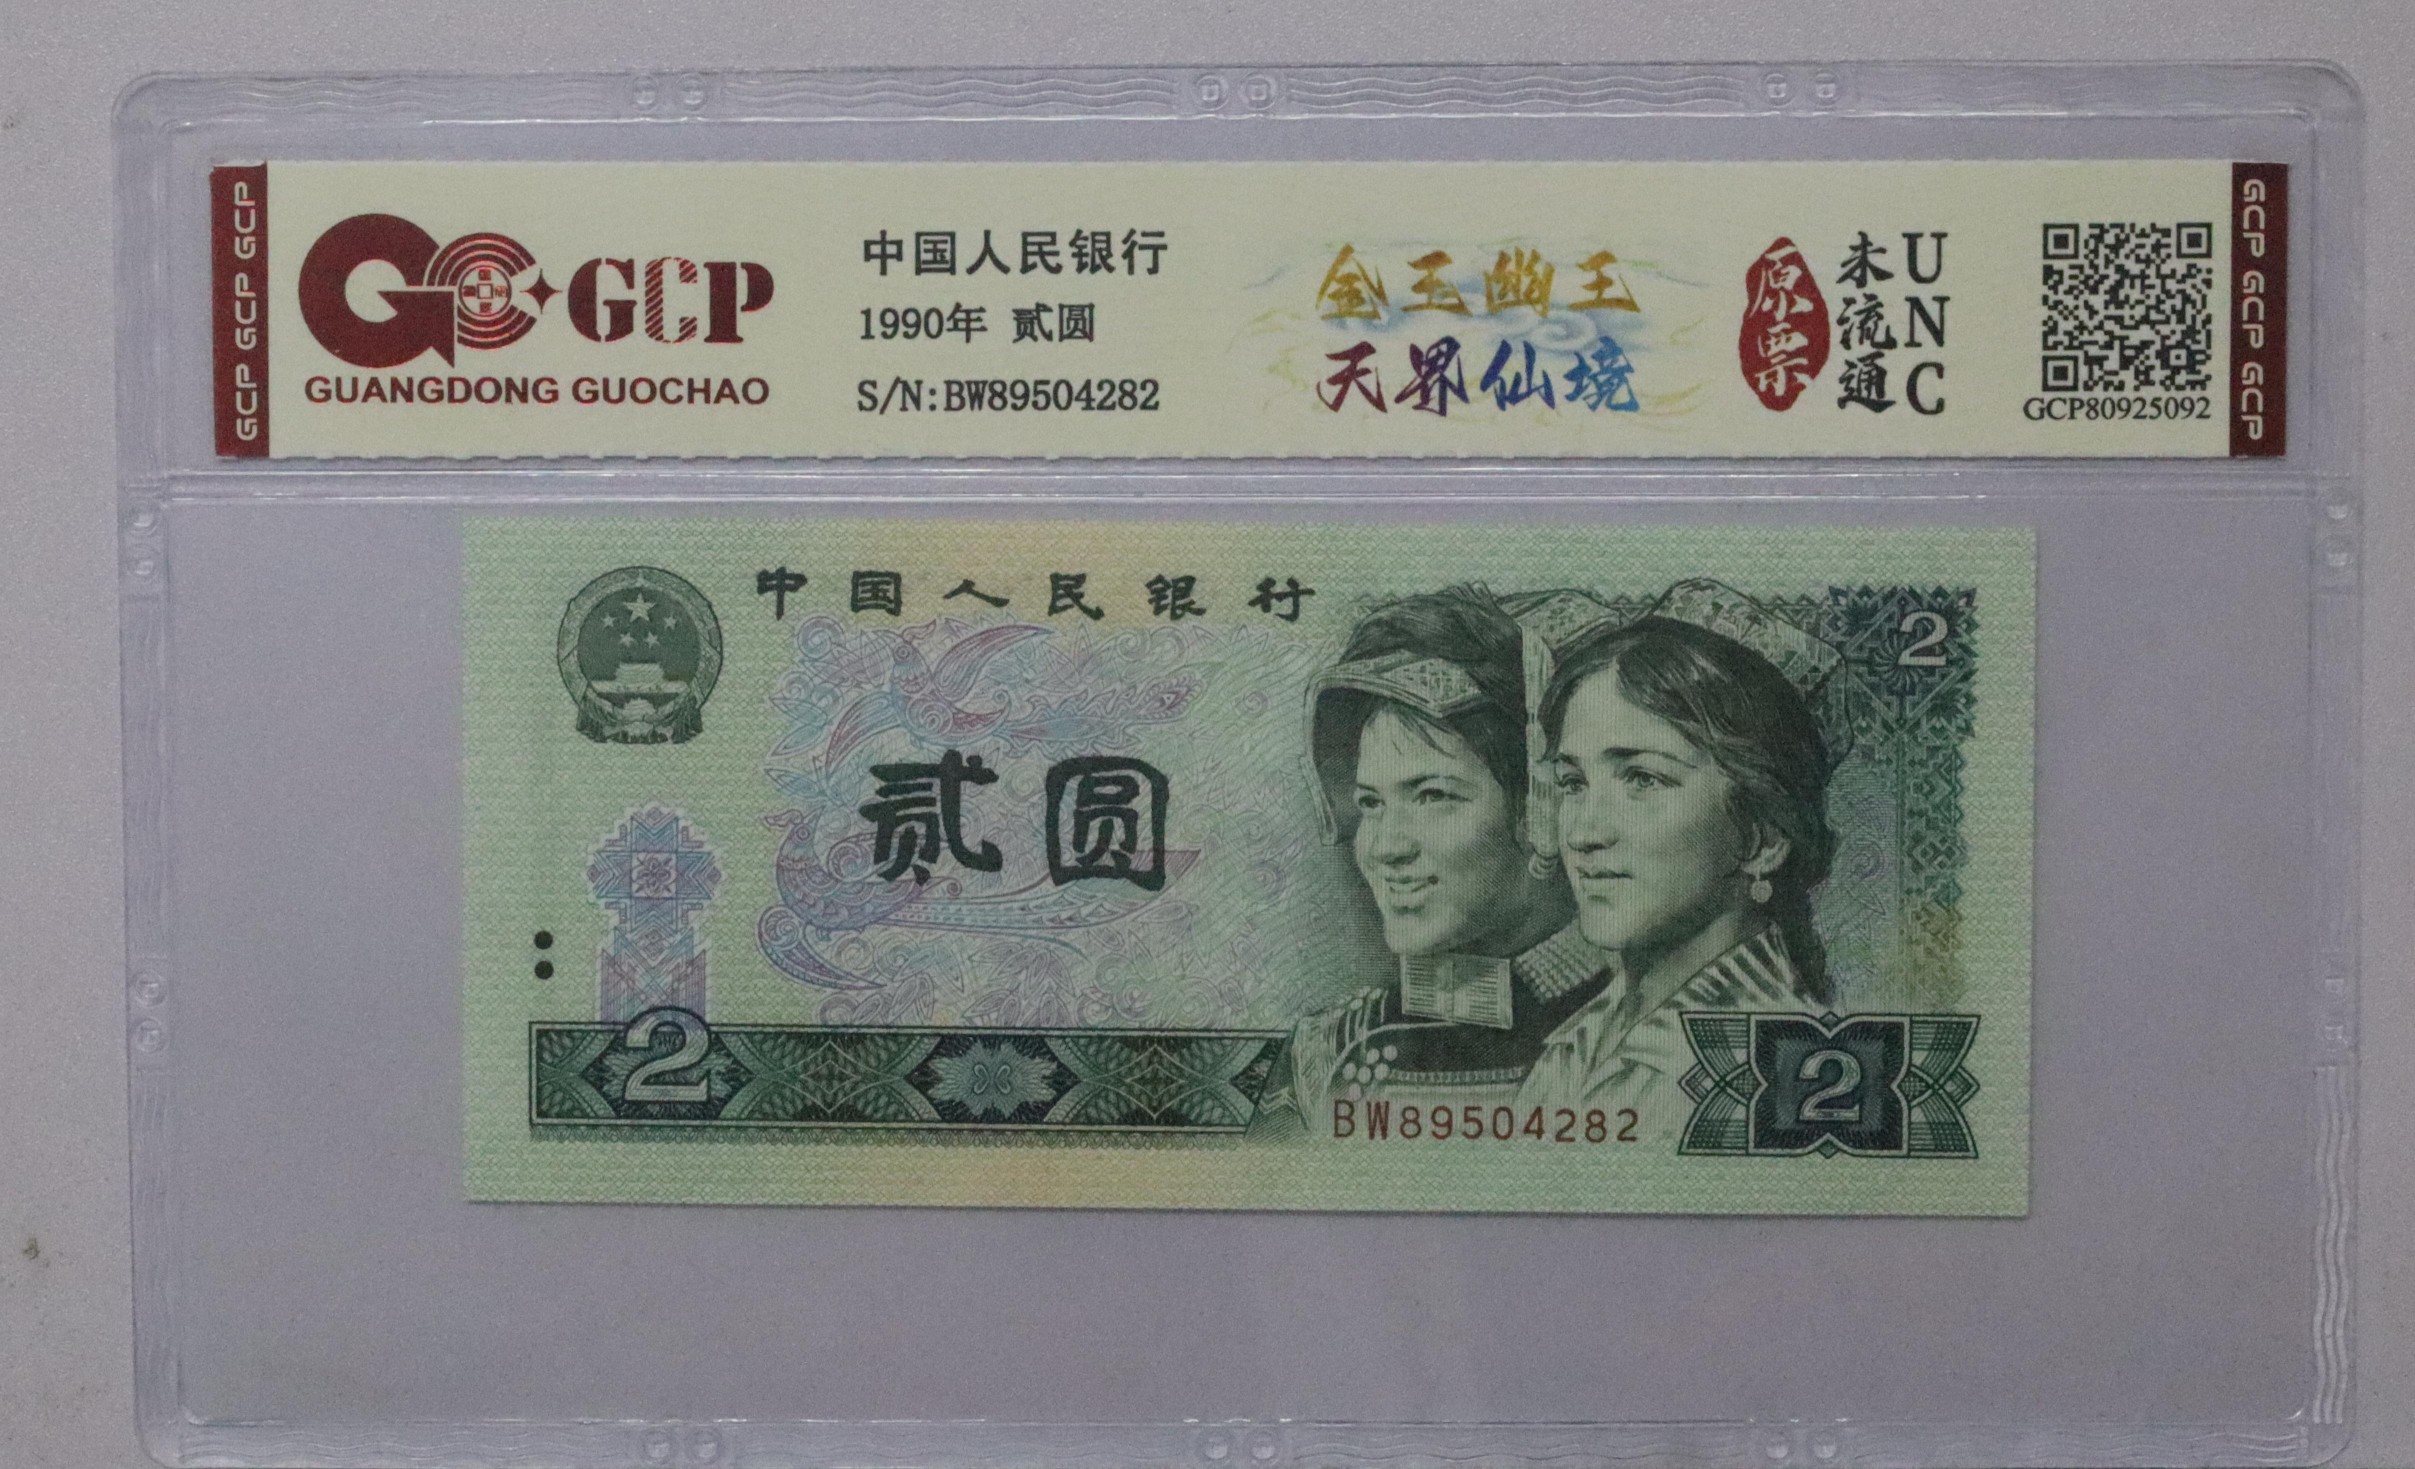 GCP GCP GCP
GCP
GUANGDONG GUOCHAO
中国人民银行
1990年 贰圆
S/N:BW89504282
金玉幽王
天界仙境
原票
未流通
UNC
GCP80925092
GCP GCP GCP
中国人民银行
2
贰圆
2
BW89504282
2